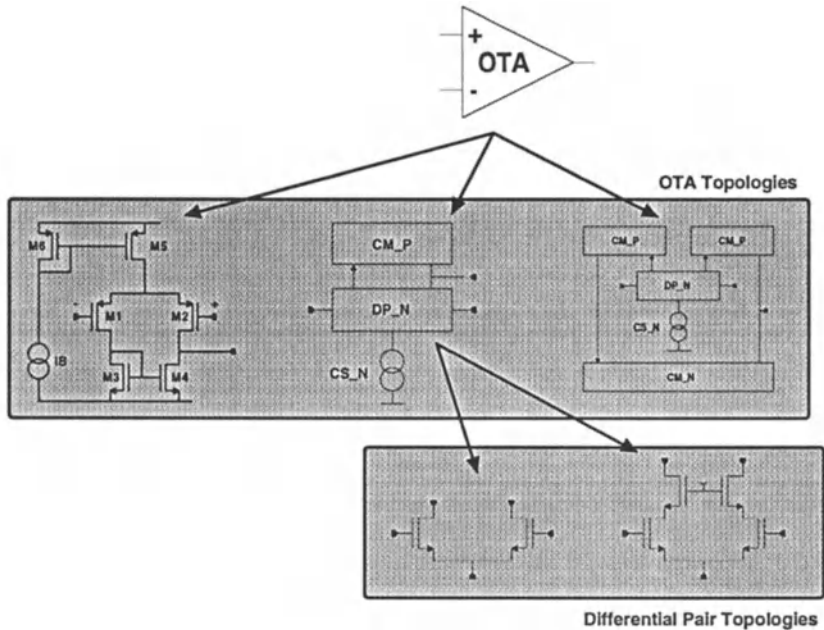 +
OTA
-
OTA Topologies
M6
M5
-
M1
M2
+
IB
M3
M4
CM_P
DP_N
CS_N
CM_P
CM_P
DP_N
CS_N
CM_N
Differential Pair Topologies